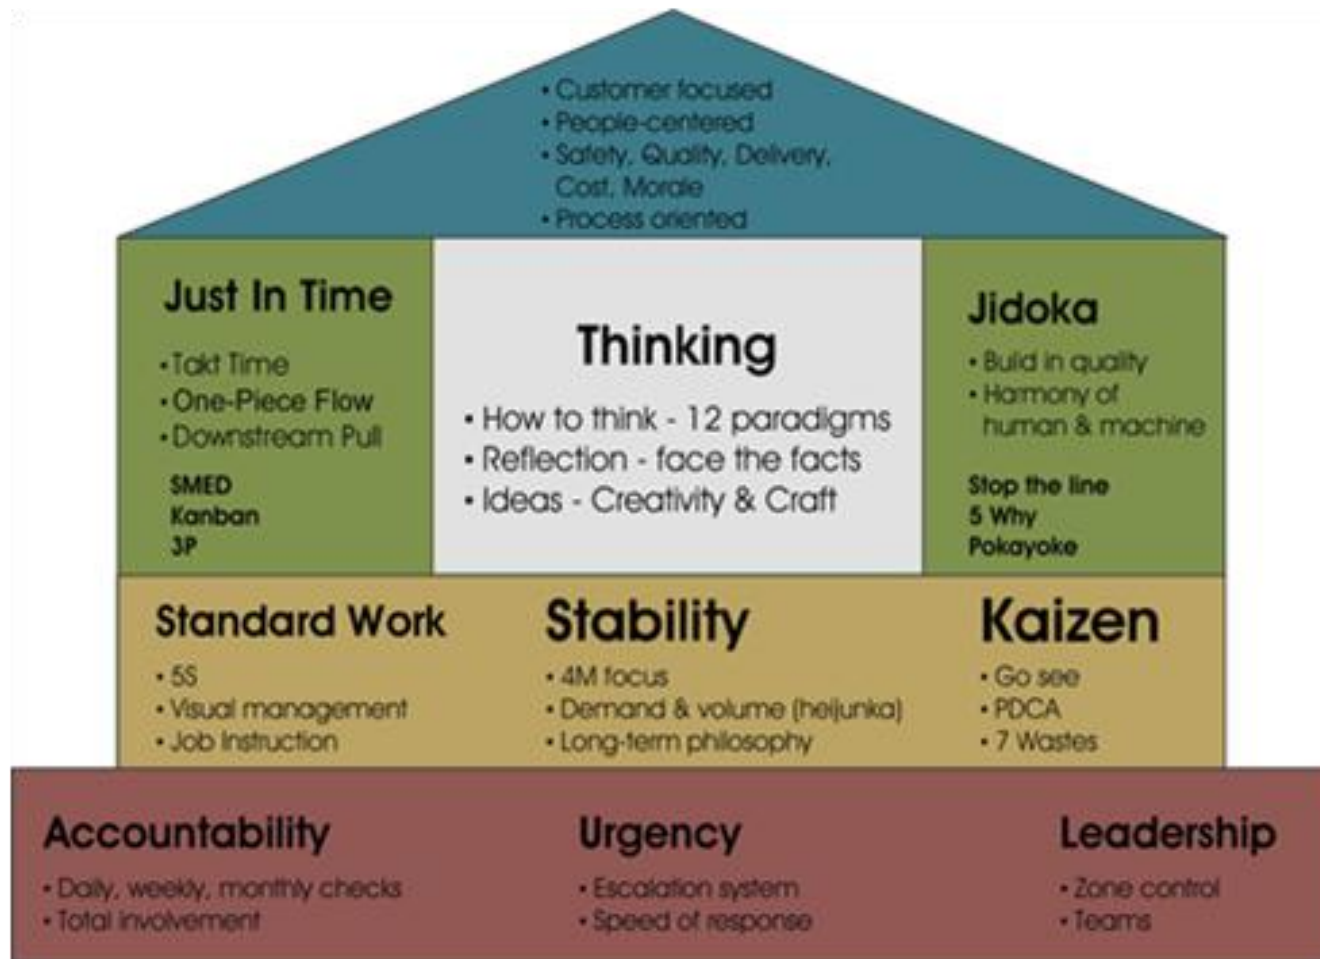 • Customer focused
• People-centered
• Safety, Quality, Delivery,
Cost, Morale
• Process oriented
Just In Time
• Takt Time
• One-Piece Flow
• Downstream Pull
SMED
Kanban
3P
Thinking
• How to think - 12 paradigms
• Reflection - face the facts
• Ideas - Creativity & Craft
Jidoka
• Build in quality
• Harmony of
human & machine
Stop the line
5 Why
Pokayoke
Standard Work
• 5S
• Visual management
• Job Instruction
Stability
• 4M focus
• Demand & volume (heijunka)
• Long-term philosophy
Kaizen
• Go see
• PDCA
• 7 Wastes
Accountability
• Daily, weekly, monthly checks
• Total involvement
Urgency
• Escalation system
• Speed of response
Leadership
• Zone control
• Teams